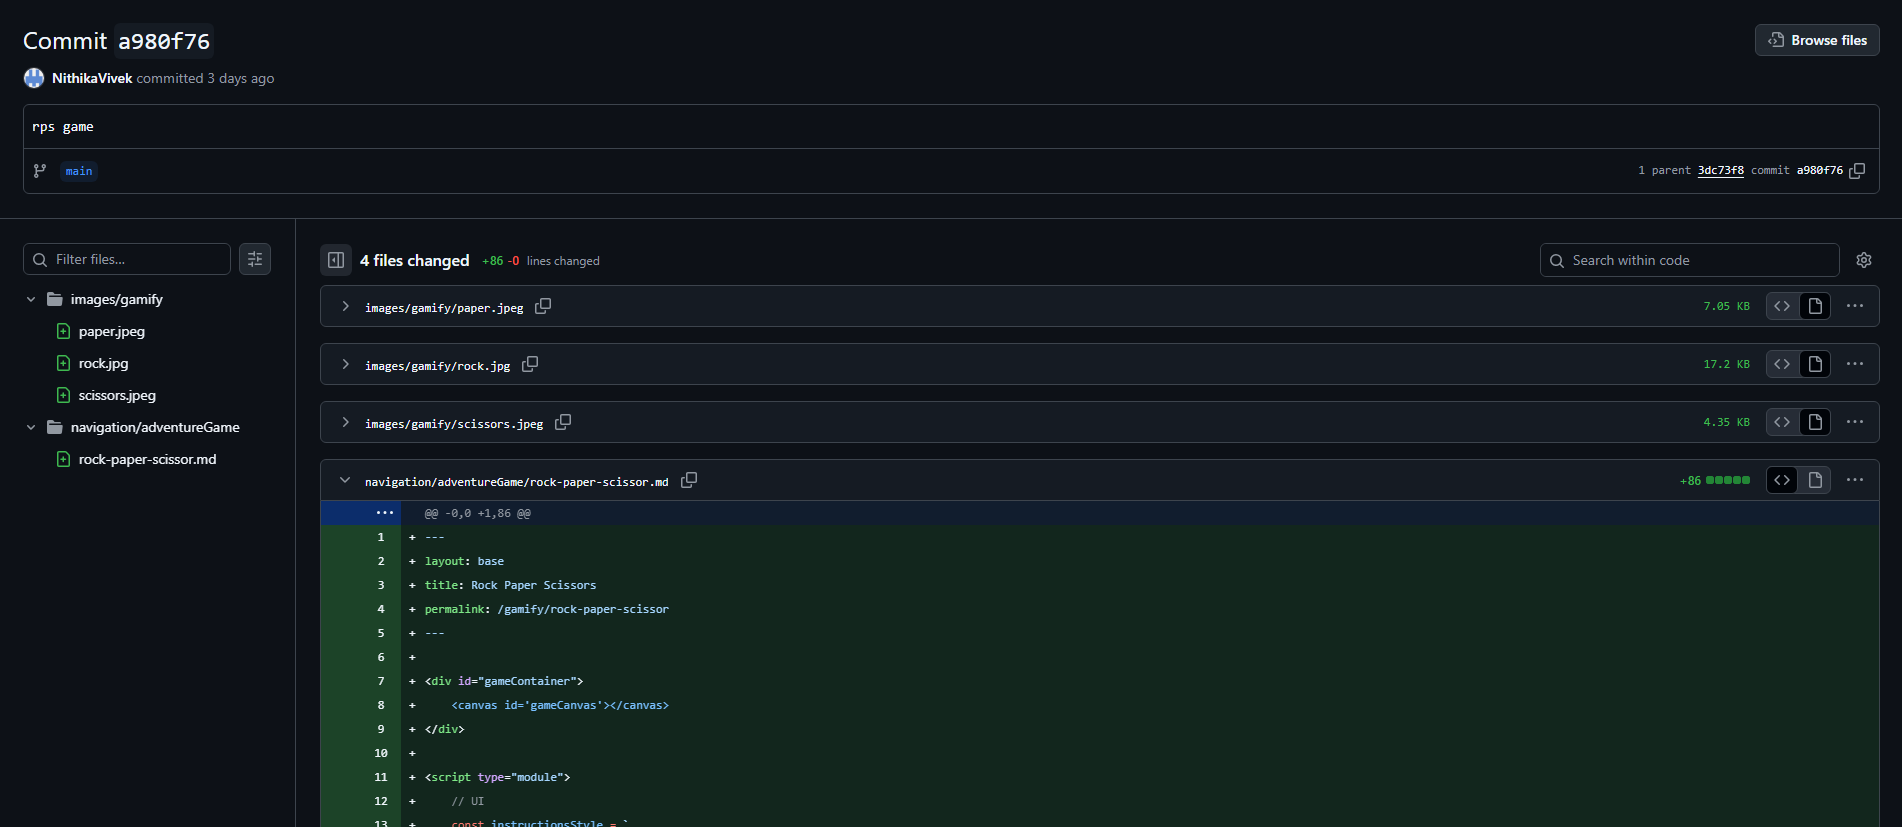 Commit a980f76
Browse files
NithikaVivek committed 3 days ago
rps game
main
1 parent 3dc73f8 commit a980f76
Filter files...
images/gamify
paper.jpeg
rock.jpg
scissors.jpeg
navigation/adventureGame
rock-paper-scissor.md
4 files changed +86 -0 lines changed
Search within code
images/gamify/paper.jpeg 7.05 KB
images/gamify/rock.jpg 17.2 KB
images/gamify/scissors.jpeg 4.35 KB
navigation/adventureGame/rock-paper-scissor.md +86
@@ -0,0 +1,86 @@
1 + ---
2 + layout: base
3 + title: Rock Paper Scissors
4 + permalink: /gamify/rock-paper-scissor
5 + ---
6 +
7 + <div id="gameContainer">
8 + <canvas id='gameCanvas'></canvas>
9 + </div>
10 +
11 + <script type="module">
12 + // UI
13 + const instructionsStyle = `